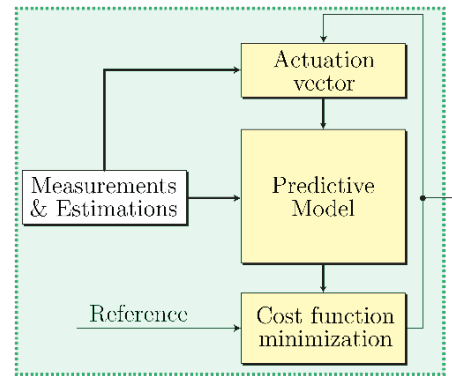 Actuation
vector
Measurements
& Estimations
Predictive
Model
Reference
Cost function
minimization